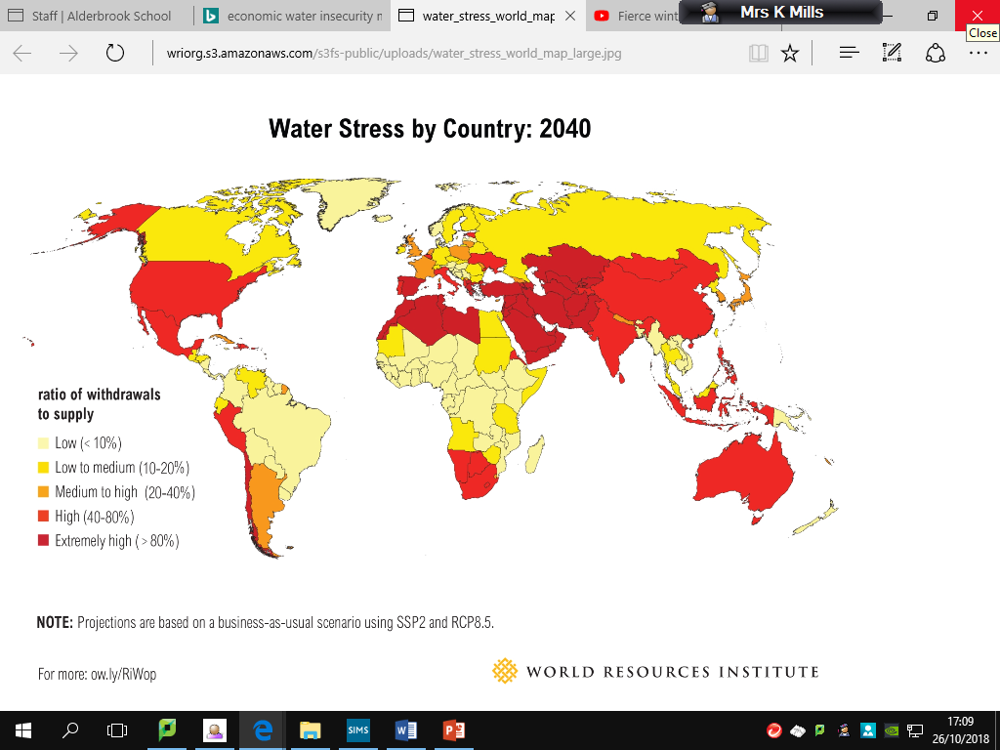 Staff | Alderbrook School
economic water insecurity n
water_stress_world_map
Fierce wint
Mrs K Mills
Close
wriorg.s3.amazonaws.com/s3fs-public/uploads/water_stress_world_map_large.jpg
Water Stress by Country: 2040
ratio of withdrawals
to supply
Low (< 10%)
Low to medium (10-20%)
Medium to high (20-40%)
High (40-80%)
Extremely high (> 80%)
NOTE: Projections are based on a business-as-usual scenario using SSP2 and RCP8.5.
For more: ow.ly/RiWop
WORLD RESOURCES INSTITUTE
SIMS
17:09
26/10/2018